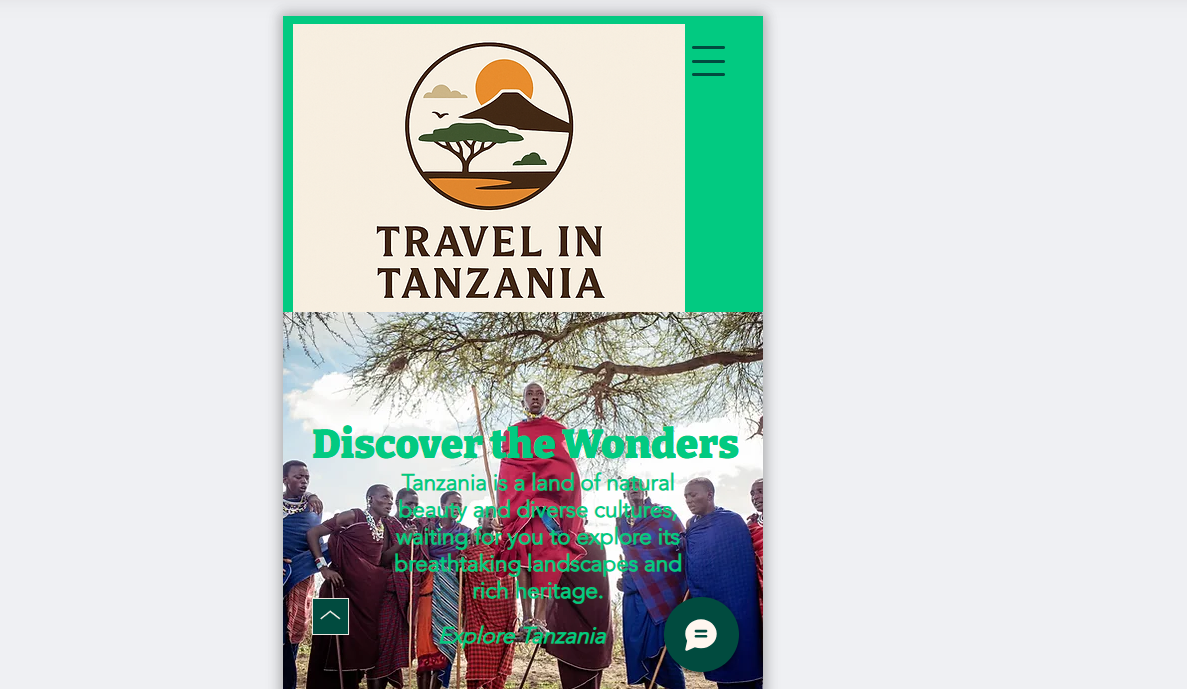 TRAVEL IN
TANZANIA
Discover the Wonders
Tanzania is a land of natural
beauty and diverse cultures,
waiting for you to explore its
breathtaking landscapes and
rich heritage.
Explore Tanzania